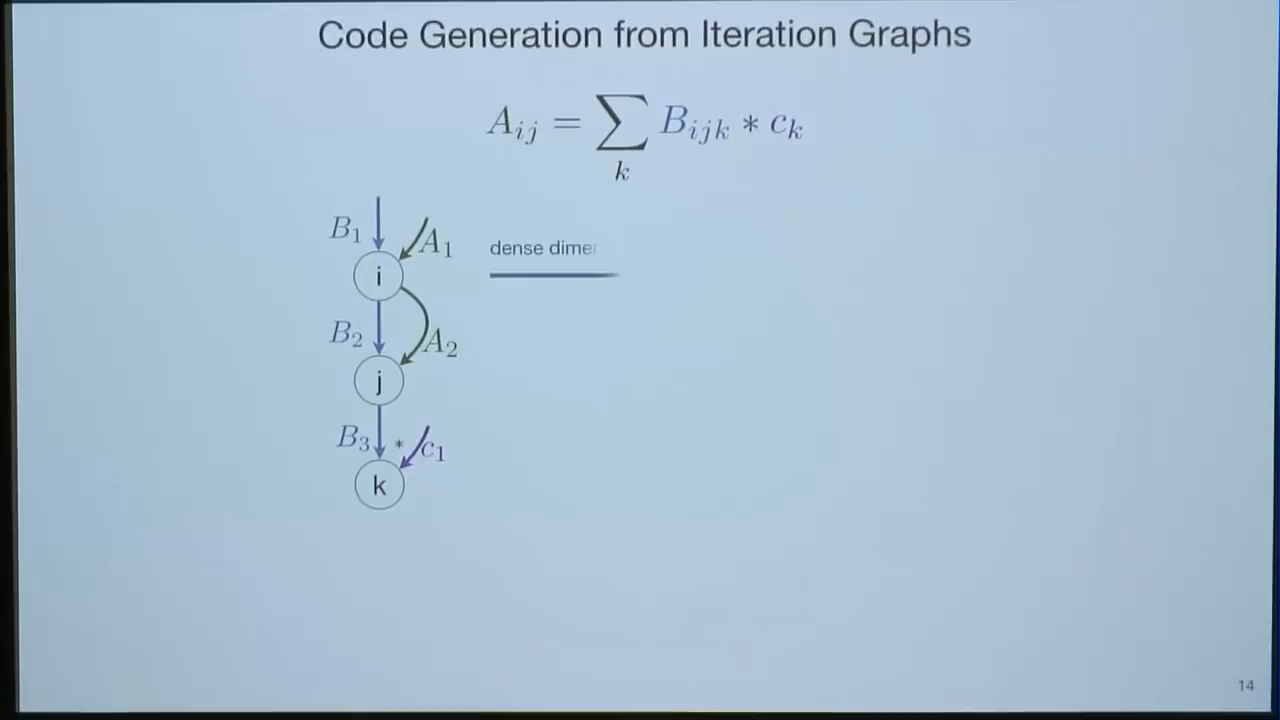 Code Generation from Iteration Graphs
A_{ij} = \sum_k B_{ijk} * c_k
B_1 A_1
dense dime
i
B_2 A_2
j
B_3 * c_1
k
14